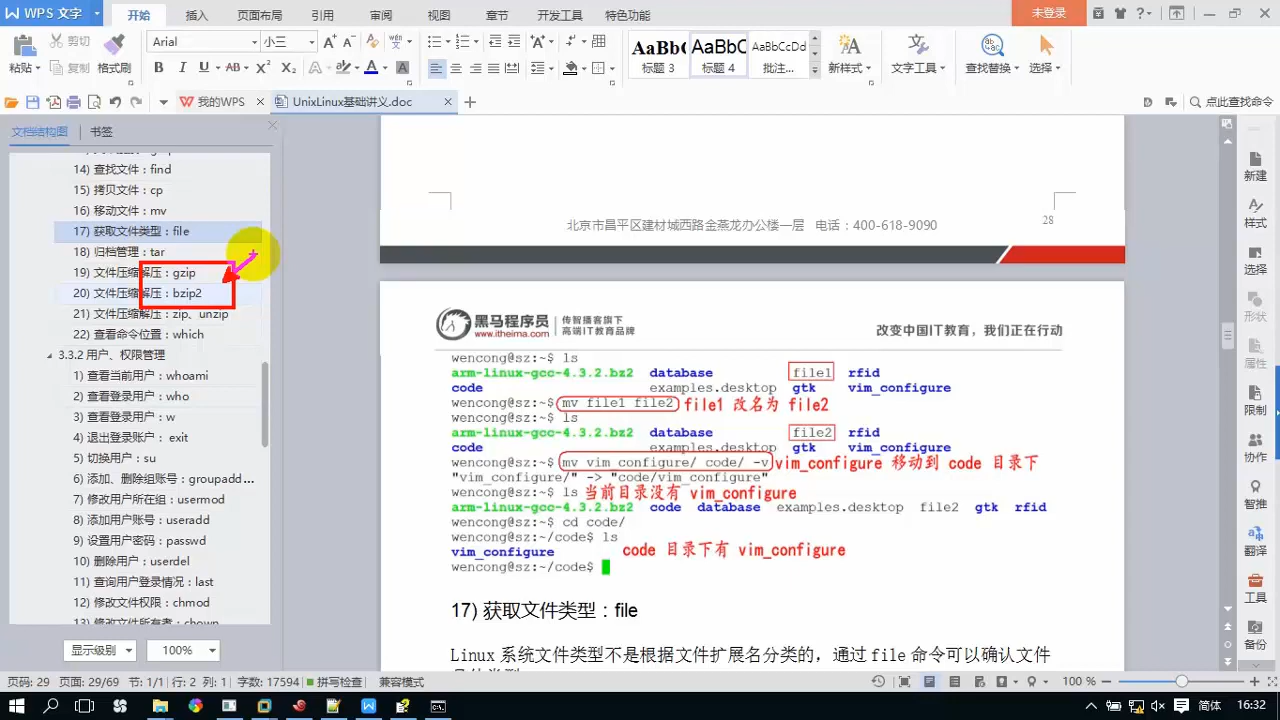 WPS 文字
开始
插入
页面布局
引用
审阅
视图
章节
开发工具
特色功能
未登录
粘贴
剪切
复制
格式刷
Arial
小三
B I U AB X² X₂
AaBb(
标题 3
AaBbC
标题 4
AaBbCcDd
批注...
新样式
文字工具
查找替换
选择
我的WPS
UnixLinux基础讲义.doc
点此查找命令
文档结构图
书签
14) 查找文件：find
15) 拷贝文件：cp
16) 移动文件：mv
17) 获取文件类型：file
18) 归档管理：tar
19) 文件压缩解压：gzip
20) 文件压缩解压：bzip2
21) 文件压缩解压：zip、unzip
22) 查看命令位置：which
3.3.2 用户、权限管理
1) 查看当前用户：whoami
2) 查看登录用户：who
3) 查看登录用户：w
4) 退出登录账户： exit
5) 切换用户：su
6) 添加、删除组账号：groupadd...
7) 修改用户所在组：usermod
8) 添加用户账号：useradd
9) 设置用户密码：passwd
10) 删除用户：userdel
11) 查询用户登录情况：last
12) 修改文件权限：chmod
13) 修改文件所有者：chown
显示级别
100%
北京市昌平区建材城西路金燕龙办公楼一层 电话：400-618-9090
28
黑马程序员
www.itheima.com
传智播客旗下
高端IT教育品牌
改变中国IT教育，我们正在行动
wencong@sz:~$ ls
arm-linux-gcc-4.3.2.bz2 database file1 rfid
code examples.desktop gtk vim_configure
wencong@sz:~$ mv file1 file2 file1 改名为 file2
wencong@sz:~$ ls
arm-linux-gcc-4.3.2.bz2 database file2 rfid
code examples.desktop gtk vim_configure
wencong@sz:~$ mv vim_configure/ code/ -v vim_configure 移动到 code 目录下
"vim_configure/" -> "code/vim_configure"
wencong@sz:~$ ls 当前目录没有 vim_configure
arm-linux-gcc-4.3.2.bz2 code database examples.desktop file2 gtk rfid
wencong@sz:~$ cd code/
wencong@sz:~/code$ ls
vim_configure code 目录下有 vim_configure
wencong@sz:~/code$
17) 获取文件类型：file
Linux 系统文件类型不是根据文件扩展名分类的，通过 file 命令可以确认文件
新建
样式
选择
形状
属性
限制
协作
智推
翻译
工具
备份
页码: 29 页面: 29/69 节: 1/1 行: 2 列: 1 字数: 17594 拼写检查 兼容模式
100 %
简体
16:32